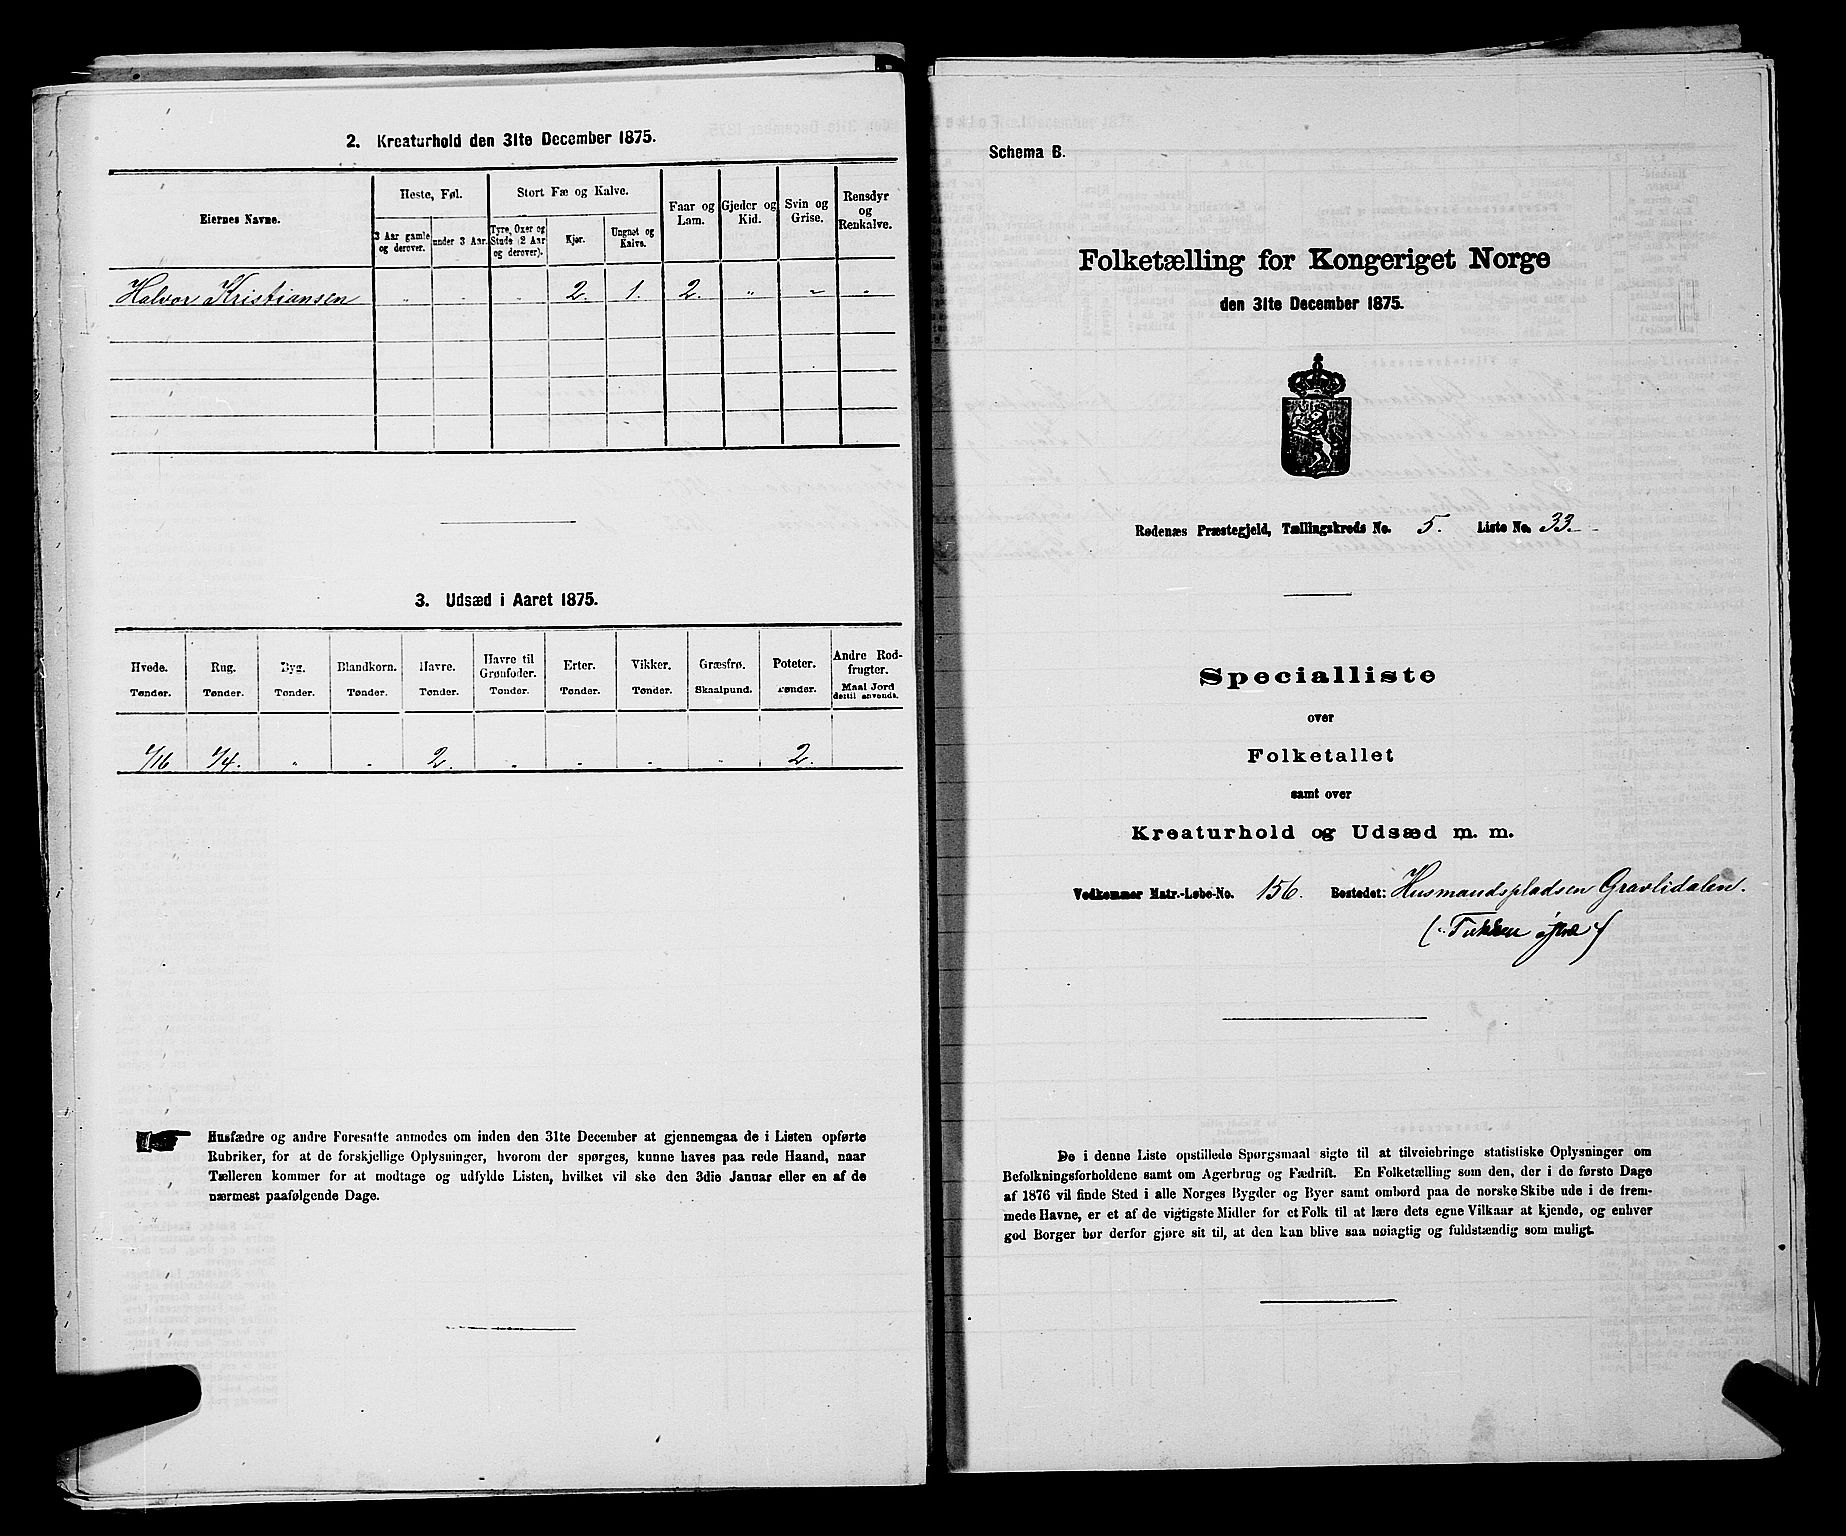 2. Kreaturhold den 31te December 1875.
Eiernes Navne. Heste, Føl. Stort Fæ og Kalve. Faar og Lam. Gjeder og Kid. Svin og Grise. Rensdyr og Renkalve.
3 Aar gamle og derover. under 3 Aar. Tyre, Oxer og Stude (2 Aar og derover). Kjør. Ungnøt og Kalve.
Halvor Kristiansen " " " 2. 1. 2. " " "
3. Udsæd i Aaret 1875.
Hvede. Rug. Byg. Blandkorn. Havre. Havre til Grønfoder. Erter. Vikker. Græsfrø. Poteter. Andre Rodfrugter.
Tønder. Tønder. Tønder. Tønder. Tønder. Tønder. Tønder. Tønder. Skaalpund. Tønder. Maal Jord dertil anvendt.
1/16 1/4. " " 2. " " " " 2.
Husfædre og andre Foresatte anmodes om inden den 31te December at gjennemgaa de i Listen opførte
Rubriker, for at de forskjellige Oplysninger, hvorom der spørges, kunne haves paa rede Haand, naar
Tælleren kommer for at modtage og udfylde Listen, hvilket vil ske den 3die Januar eller en af de
nærmest paafølgende Dage.
Schema B.
Folketælling for Kongeriget Norge
den 31te December 1875.
Rødenæs Præstegjeld, Tællingskreds No. 5. Liste No. 33.
Specialliste
over
Folketallet
samt over
Kreaturhold og Udsæd m. m.
Vedkommer Matr.-Løbe-No. 156. Bostedet: Husmandspladsen Gravlidalen.
De i denne Liste opstillede Spørgsmaal sigte til at tilveiebringe statistiske Oplysninger om
Befolkningsforholdene samt om Agerbrug og Fædrift. En Folketælling som den, der i de første Dage
af 1876 vil finde Sted i alle Norges Bygder og Byer samt ombord paa de norske Skibe ude i de frem-
mede Havne, er et af de vigtigste Midler for et Folk til at lære dets egne Vilkaar at kjende, og enhver
god Borger bør derfor gjøre sit til, at den kan blive saa nøiagtig og fuldstændig som muligt.